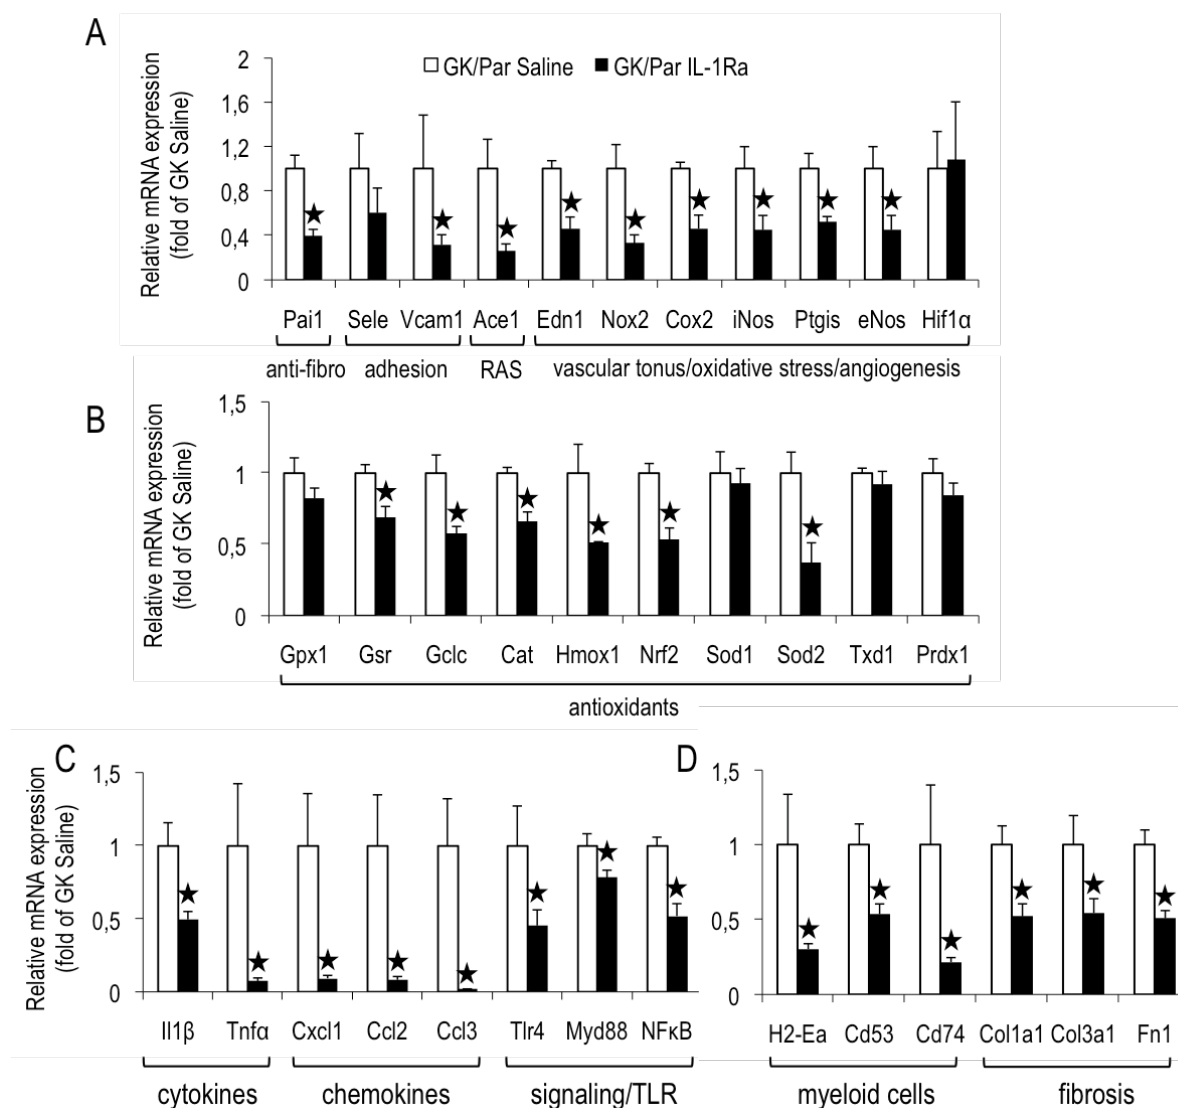 A
Relative mRNA expression
(fold of GK Saline)
2
1,6
1,2
0,8
0,4
0
GK/Par Saline GK/Par IL-1Ra
Pai1 Sele Vcam1 Ace1 Edn1 Nox2 Cox2 iNos Ptgis eNos Hif1α
anti-fibro adhesion RAS vascular tonus/oxidative stress/angiogenesis
B
Relative mRNA expression
(fold of GK Saline)
1,5
1
0,5
0
Gpx1 Gsr Gclc Cat Hmox1 Nrf2 Sod1 Sod2 Txd1 Prdx1
antioxidants
C
Relative mRNA expression
(fold of GK Saline)
1,5
1
0,5
0
Il1β Tnfα Cxcl1 Ccl2 Ccl3 Tlr4 Myd88 NFκB
cytokines chemokines signaling/TLR
D
1,5
1
0,5
0
H2-Ea Cd53 Cd74 Col1a1 Col3a1 Fn1
myeloid cells fibrosis